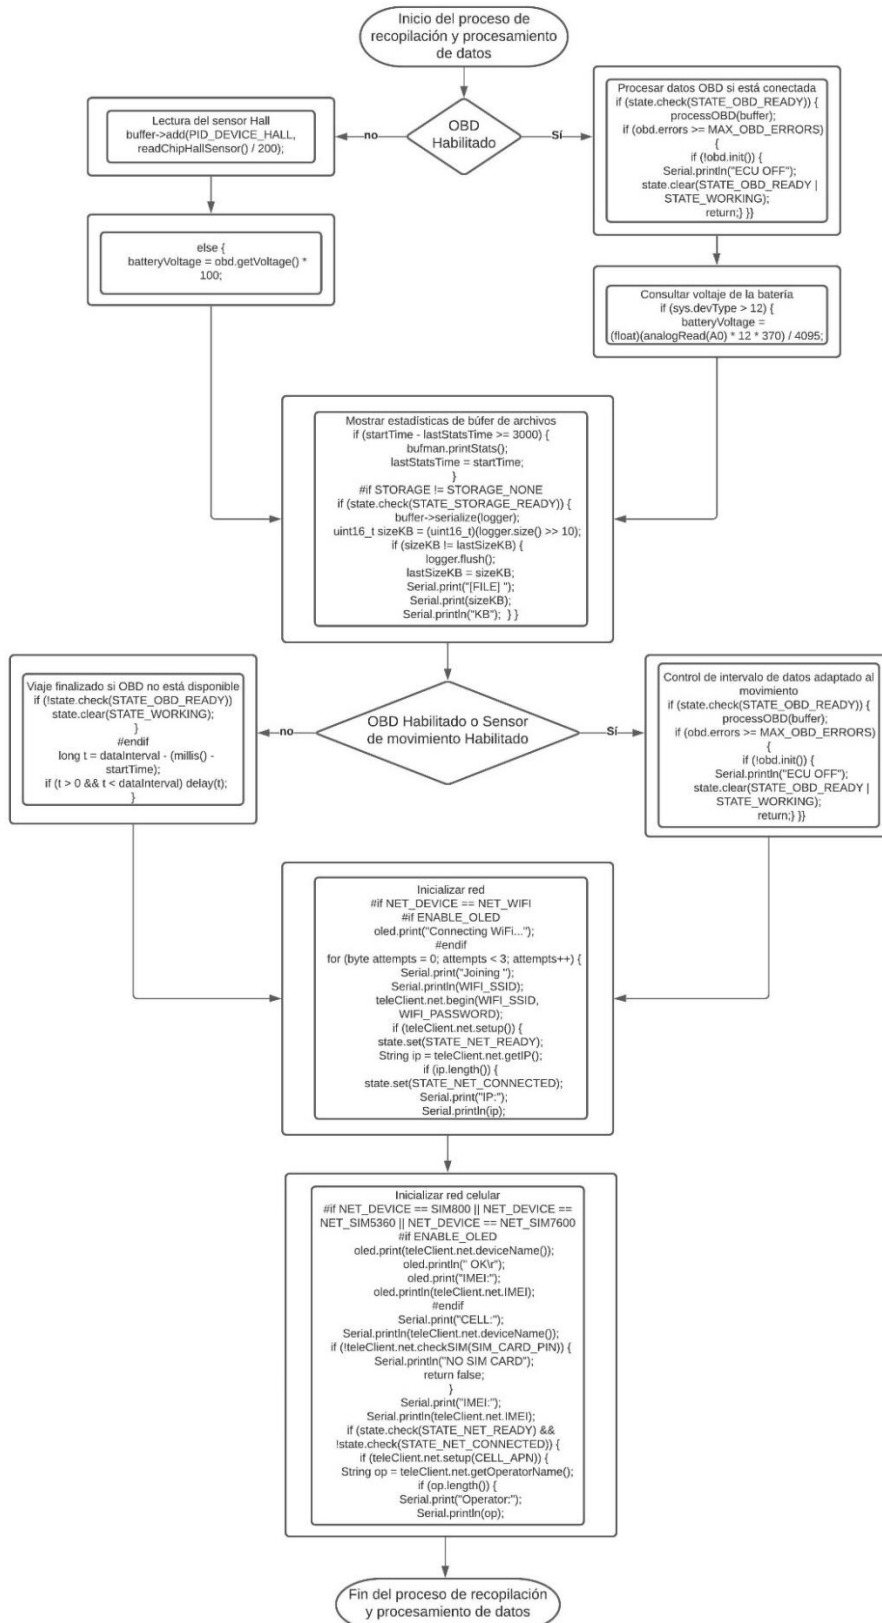 Inicio del proceso de
recopilación y procesamiento
de datos
OBD
Habilitado
no
Sí
Lectura del sensor Hall
buffer->add(PID_DEVICE_HALL,
readChipHallSensor() / 200);
else {
batteryVoltage = obd.getVoltage() *
100;
Procesar datos OBD si está conectada
if (state.check(STATE_OBD_READY)) {
processOBD(buffer);
if (obd.errors >= MAX_OBD_ERRORS)
{
if (!obd.init()) {
Serial.println("ECU OFF");
state.clear(STATE_OBD_READY |
STATE_WORKING);
return;} }}
Consultar voltaje de la batería
if (sys.devType > 12) {
batteryVoltage =
(float)(analogRead(A0) * 12 * 370) / 4095;
Mostrar estadísticas de búfer de archivos
if (startTime - lastStatsTime >= 3000) {
bufman.printStats();
lastStatsTime = startTime;
}
#if STORAGE != STORAGE_NONE
if (state.check(STATE_STORAGE_READY)) {
buffer->serialize(logger);
uint16_t sizeKB = (uint16_t)(logger.size() >> 10);
if (sizeKB != lastSizeKB) {
logger.flush();
lastSizeKB = sizeKB;
Serial.print("[FILE] ");
Serial.print(sizeKB);
Serial.println("KB"); } }
OBD Habilitado o Sensor
de movimiento Habilitado
no
Sí
Viaje finalizado si OBD no está disponible
if (!state.check(STATE_OBD_READY))
state.clear(STATE_WORKING);
}
#endif
long t = dataInterval - (millis() -
startTime);
if (t > 0 && t < dataInterval) delay(t);
}
Control de intervalo de datos adaptado al
movimiento
if (state.check(STATE_OBD_READY)) {
processOBD(buffer);
if (obd.errors >= MAX_OBD_ERRORS)
{
if (!obd.init()) {
Serial.println("ECU OFF");
state.clear(STATE_OBD_READY |
STATE_WORKING);
return;} }}
Inicializar red
#if NET_DEVICE == NET_WIFI
#if ENABLE_OLED
oled.print("Connecting WiFi...");
#endif
for (byte attempts = 0; attempts < 3; attempts++) {
Serial.print("Joining ");
Serial.println(WIFI_SSID);
teleClient.net.begin(WIFI_SSID,
WIFI_PASSWORD);
if (teleClient.net.setup()) {
state.set(STATE_NET_READY);
String ip = teleClient.net.getIP();
if (ip.length()) {
state.set(STATE_NET_CONNECTED);
Serial.print("IP:");
Serial.println(ip);
Inicializar red celular
#if NET_DEVICE == SIM800 || NET_DEVICE ==
NET_SIM5360 || NET_DEVICE == NET_SIM7600
#if ENABLE_OLED
oled.print(teleClient.net.deviceName());
oled.println(" OK\r");
oled.print("IMEI:");
oled.println(teleClient.net.IMEI);
#endif
Serial.print("CELL:");
Serial.println(teleClient.net.deviceName());
if (!teleClient.net.checkSIM(SIM_CARD_PIN)) {
Serial.println("NO SIM CARD");
return false;
}
Serial.print("IMEI:");
Serial.println(teleClient.net.IMEI);
if (state.check(STATE_NET_READY) &&
!state.check(STATE_NET_CONNECTED)) {
if (teleClient.net.setup(CELL_APN)) {
String op = teleClient.net.getOperatorName();
if (op.length()) {
Serial.print("Operator:");
Serial.println(op);
Fin del proceso de recopilación
y procesamiento de datos